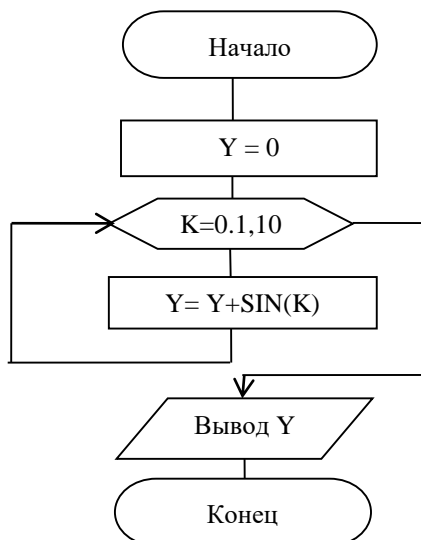 Начало
Y = 0
K=0.1,10
Y= Y+SIN(K)
Вывод Y
Конец